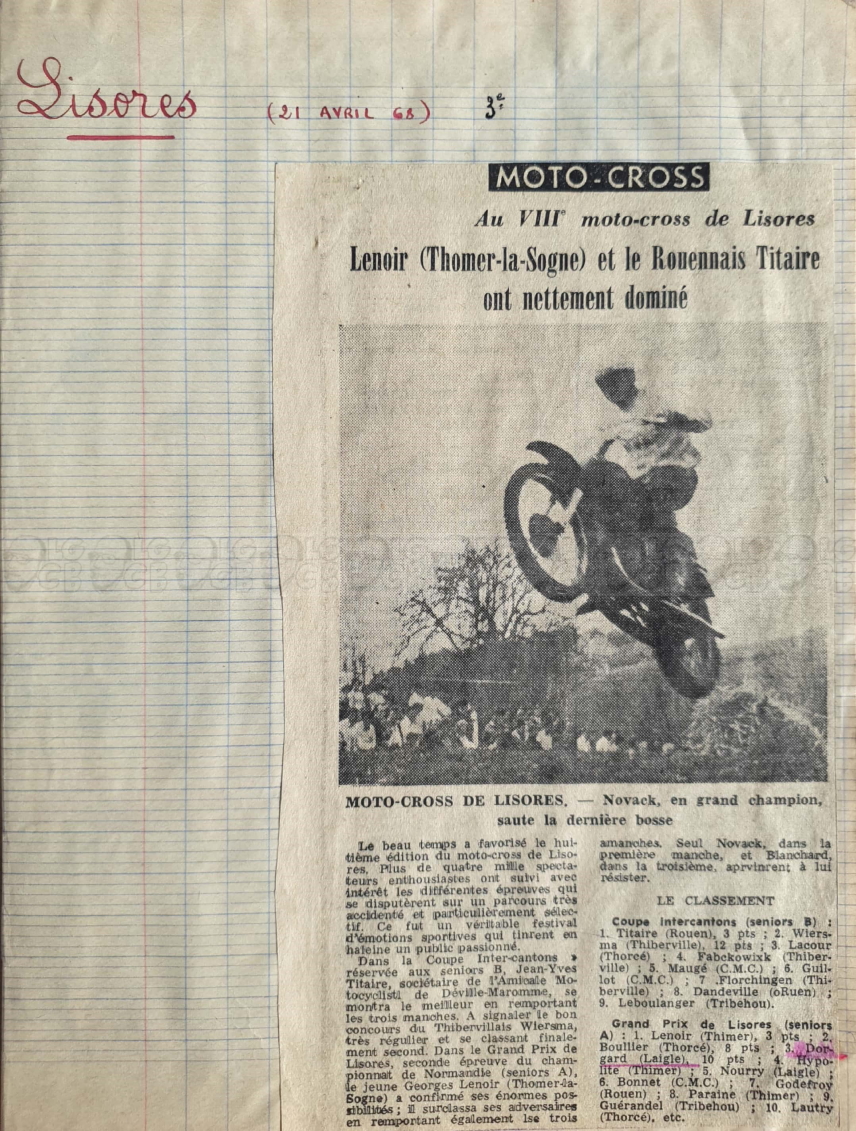 Lisores (21 AVRIL 68) 3e
MOTO-CROSS
Au VIIIe moto-cross de Lisores
Lenoir (Thomer-la-Sogne) et le Rouennais Titaire
ont nettement dominé
MOTO-CROSS DE LISORES. — Novack, en grand champion,
saute la dernière bosse
Le beau temps a favorisé le hui-
tième édition du moto-cross de Liso-
res. Plus de quatre mille specta-
teurs enthousiastes ont suivi avec
intérêt les différentes épreuves qui
se disputèrent sur un parcours très
accidenté et particulièrement sélec-
tif. Ce fut un véritable festival
d'émotions sportives qui tinrent en
haleine un public passionné.
Dans la Coupe Inter-cantons »
réservée aux seniors B, Jean-Yves
Titaire, sociétaire de l'Amicale Mo-
tocyclisti de Déville-Maromme, se
montra le meilleur en remportant
les trois manches. A signaler le bon
concours du Thibervillais Wiersma,
très régulier et se classant finale-
ment second. Dans le Grand Prix de
Lisores, seconde épreuve du cham-
pionnat de Normandie (seniors A),
le jeune Georges Lenoir (Thomer-la-
Sogne) a confirmé ses énormes pos-
sibilités ; il surclassa ses adversaires
en remportant également lse trois
amanches. Seul Novack, dans la
première manche, et Blanchard,
dans la troisième, aprvinrent à lui
résister.
LE CLASSEMENT
Coupe Intercantons (seniors B) :
1. Titaire (Rouen), 3 pts ; 2. Wiers-
ma (Thiberville), 12 pts ; 3. Lacour
(Thorcé) ; 4. Fabckowixk (Thiber-
ville) ; 5. Maugé (C.M.C.) ; 6. Guil-
lot (C.M.C.) ; 7 .Florchingen (Thi-
berville) ; 8. Dandeville (oRuen) ;
9. Leboulanger (Tribehou).
Grand Prix de Lisores (seniors
A) : 1. Lenoir (Thimer), 3 pts ; 2.
Boullier (Thorcé), 8 pts ; 3. Dor-
gard (Laigle), 10 pts ; 4. Hypo-
lite (Thimer) ; 5. Nourry (Laigle) ;
6. Bonnet (C.M.C.) ; 7. Godefroy
(Rouen) ; 8. Paraine (Thimer) ; 9.
Guérandel (Tribehou) ; 10. Lautry
(Thorcé), etc.